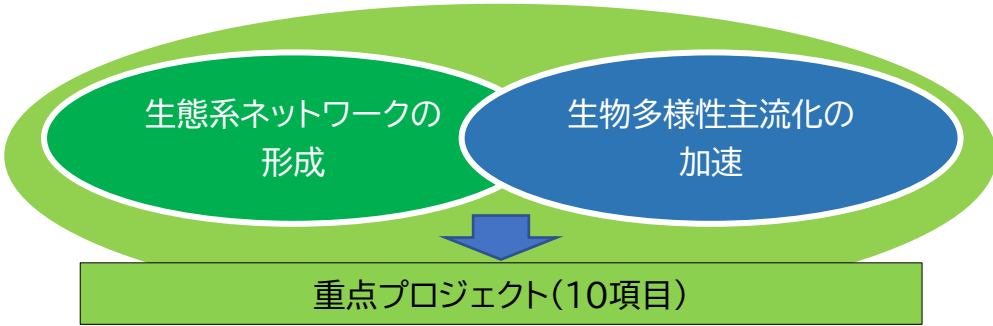 生態系ネットワークの
形成
生物多様性主流化の
加速
重点プロジェクト(10項目)